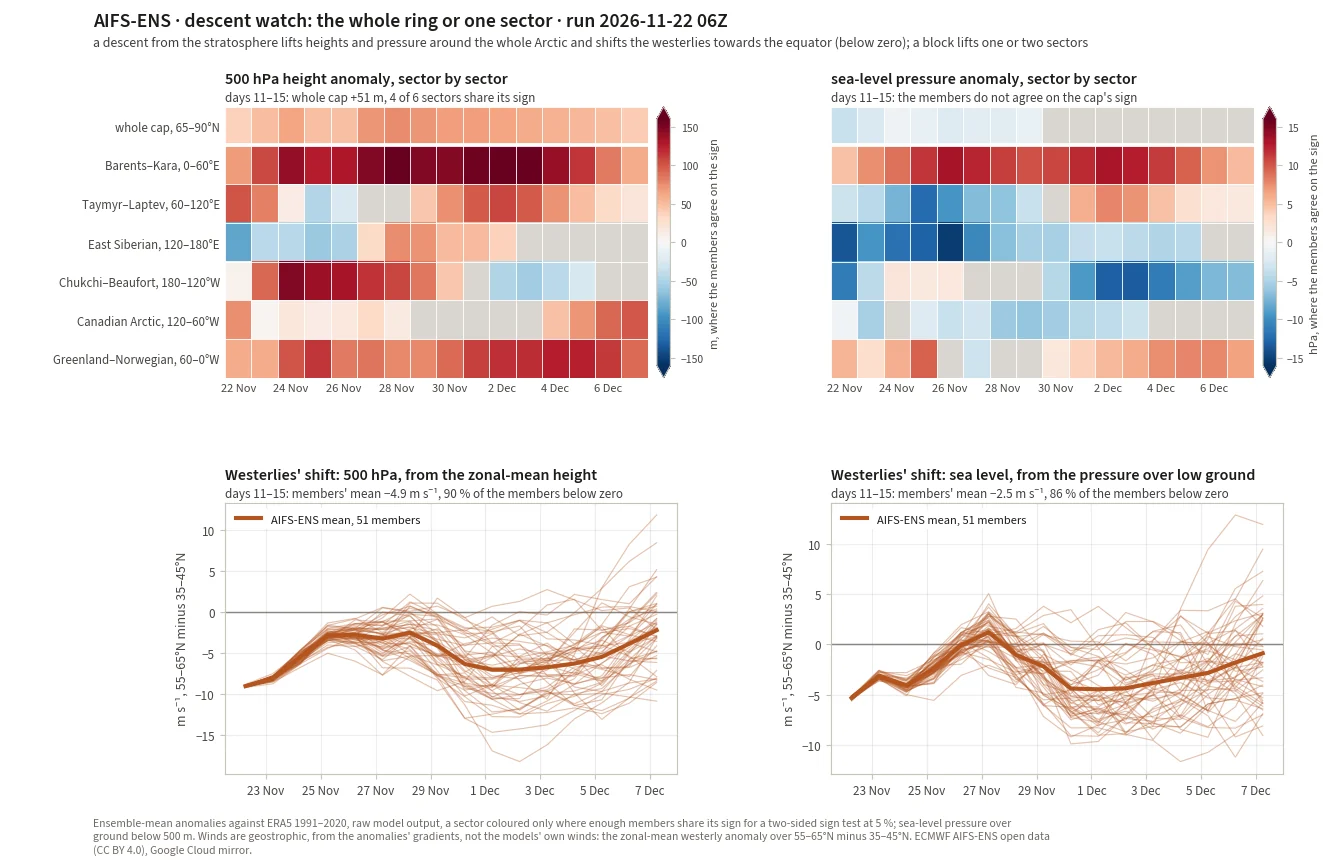 AIFS-ENS · descent watch: the whole ring or one sector · run 2026-11-22 06Z
a descent from the stratosphere lifts heights and pressure around the whole Arctic and shifts the westerlies towards the equator (below zero); a block lifts one or two sectors
500 hPa height anomaly, sector by sector
days 11–15: whole cap +51 m, 4 of 6 sectors share its sign
whole cap, 65–90°N
Barents–Kara, 0–60°E
Taymyr–Laptev, 60–120°E
East Siberian, 120–180°E
Chukchi–Beaufort, 180–120°W
Canadian Arctic, 120–60°W
Greenland–Norwegian, 60–0°W
22 Nov 24 Nov 26 Nov 28 Nov 30 Nov 2 Dec 4 Dec 6 Dec
150
100
50
0
−50
−100
−150
m, where the members agree on the sign
sea-level pressure anomaly, sector by sector
days 11–15: the members do not agree on the cap's sign
22 Nov 24 Nov 26 Nov 28 Nov 30 Nov 2 Dec 4 Dec 6 Dec
15
10
5
0
−5
−10
−15
hPa, where the members agree on the sign
Westerlies' shift: 500 hPa, from the zonal-mean height
days 11–15: members' mean −4.9 m s⁻¹, 90 % of the members below zero
AIFS-ENS mean, 51 members
10
5
0
−5
−10
−15
m s⁻¹, 55–65°N minus 35–45°N
23 Nov 25 Nov 27 Nov 29 Nov 1 Dec 3 Dec 5 Dec 7 Dec
Westerlies' shift: sea level, from the pressure over low ground
days 11–15: members' mean −2.5 m s⁻¹, 86 % of the members below zero
AIFS-ENS mean, 51 members
10
5
0
−5
−10
m s⁻¹, 55–65°N minus 35–45°N
23 Nov 25 Nov 27 Nov 29 Nov 1 Dec 3 Dec 5 Dec 7 Dec
Ensemble-mean anomalies against ERA5 1991–2020, raw model output, a sector coloured only where enough members share its sign for a two-sided sign test at 5 %; sea-level pressure over
ground below 500 m. Winds are geostrophic, from the anomalies' gradients, not the models' own winds: the zonal-mean westerly anomaly over 55–65°N minus 35–45°N. ECMWF AIFS-ENS open data
(CC BY 4.0), Google Cloud mirror.